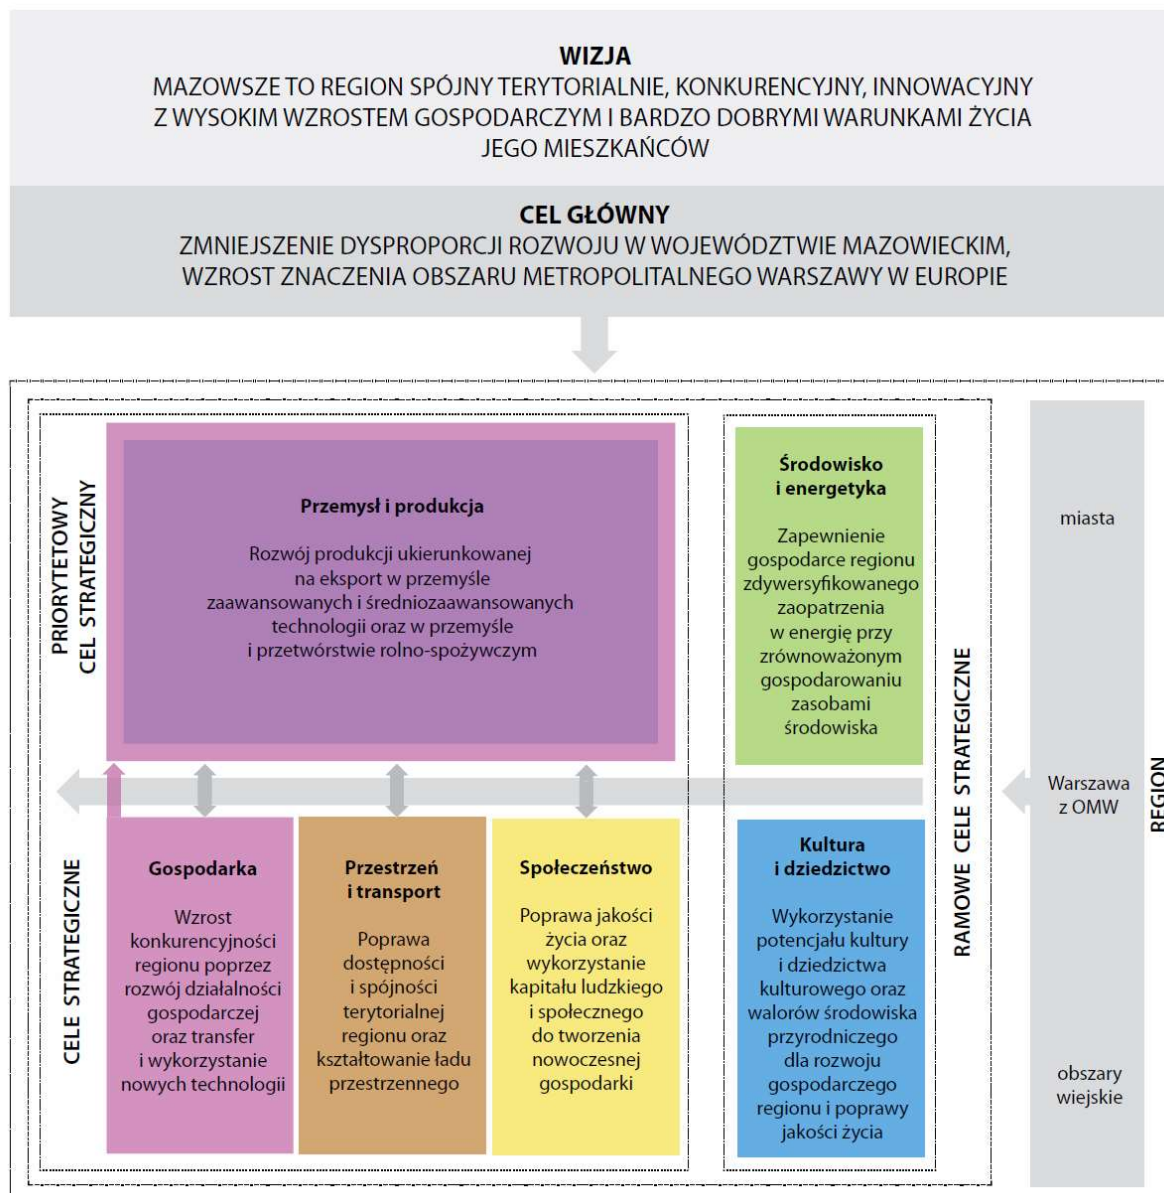 WIZJA
MAZOWSZE TO REGION SPÓJNY TERYTORIALNIE, KONKURENCYJNY, INNOWACYJNY
Z WYSOKIM WZROSTEM GOSPODARCZYM I BARDZO DOBRYMI WARUNKAMI ŻYCIA
JEGO MIESZKAŃCÓW
CEL GŁÓWNY
ZMNIEJSZENIE DYSPROPORCJI ROZWOJU W WOJEWÓDZTWIE MAZOWIECKIM,
WZROST ZNACZENIA OBSZARU METROPOLITALNEGO WARSZAWY W EUROPIE
PRIORYTETOWY
CEL STRATEGICZNY
Przemysł i produkcja
Rozwój produkcji ukierunkowanej
na eksport w przemyśle
zaawansowanych i średniozaawansowanych
technologii oraz w przemyśle
i przetwórstwie rolno-spożywczym
Środowisko
i energetyka
Zapewnienie
gospodarce regionu
zdywersyfikowanego
zaopatrzenia
w energię przy
zrównoważonym
gospodarowaniu
zasobami
środowiska
CELE STRATEGICZNE
Gospodarka
Wzrost
konkurencyjności
regionu poprzez
rozwój działalności
gospodarczej
oraz transfer
i wykorzystanie
nowych technologii
Przestrzeń
i transport
Poprawa
dostępności
i spójności
terytorialnej
regionu oraz
kształtowanie ładu
przestrzennego
Społeczeństwo
Poprawa jakości
życia oraz
wykorzystanie
kapitału ludzkiego
i społecznego
do tworzenia
nowoczesnej
gospodarki
Kultura
i dziedzictwo
Wykorzystanie
potencjału kultury
i dziedzictwa
kulturowego oraz
walorów środowiska
przyrodniczego
dla rozwoju
gospodarczego
regionu i poprawy
jakości życia
RAMOWE CELE STRATEGICZNE
miasta
Warszawa
z OMW
obszary
wiejskie
REGION